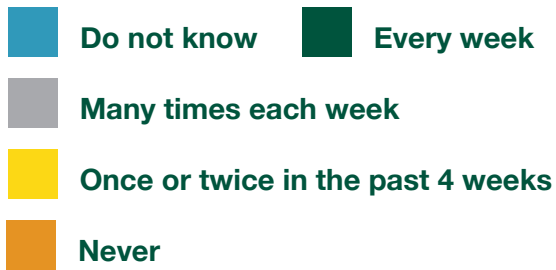 Do not know Every week
Many times each week
Once or twice in the past 4 weeks
Never